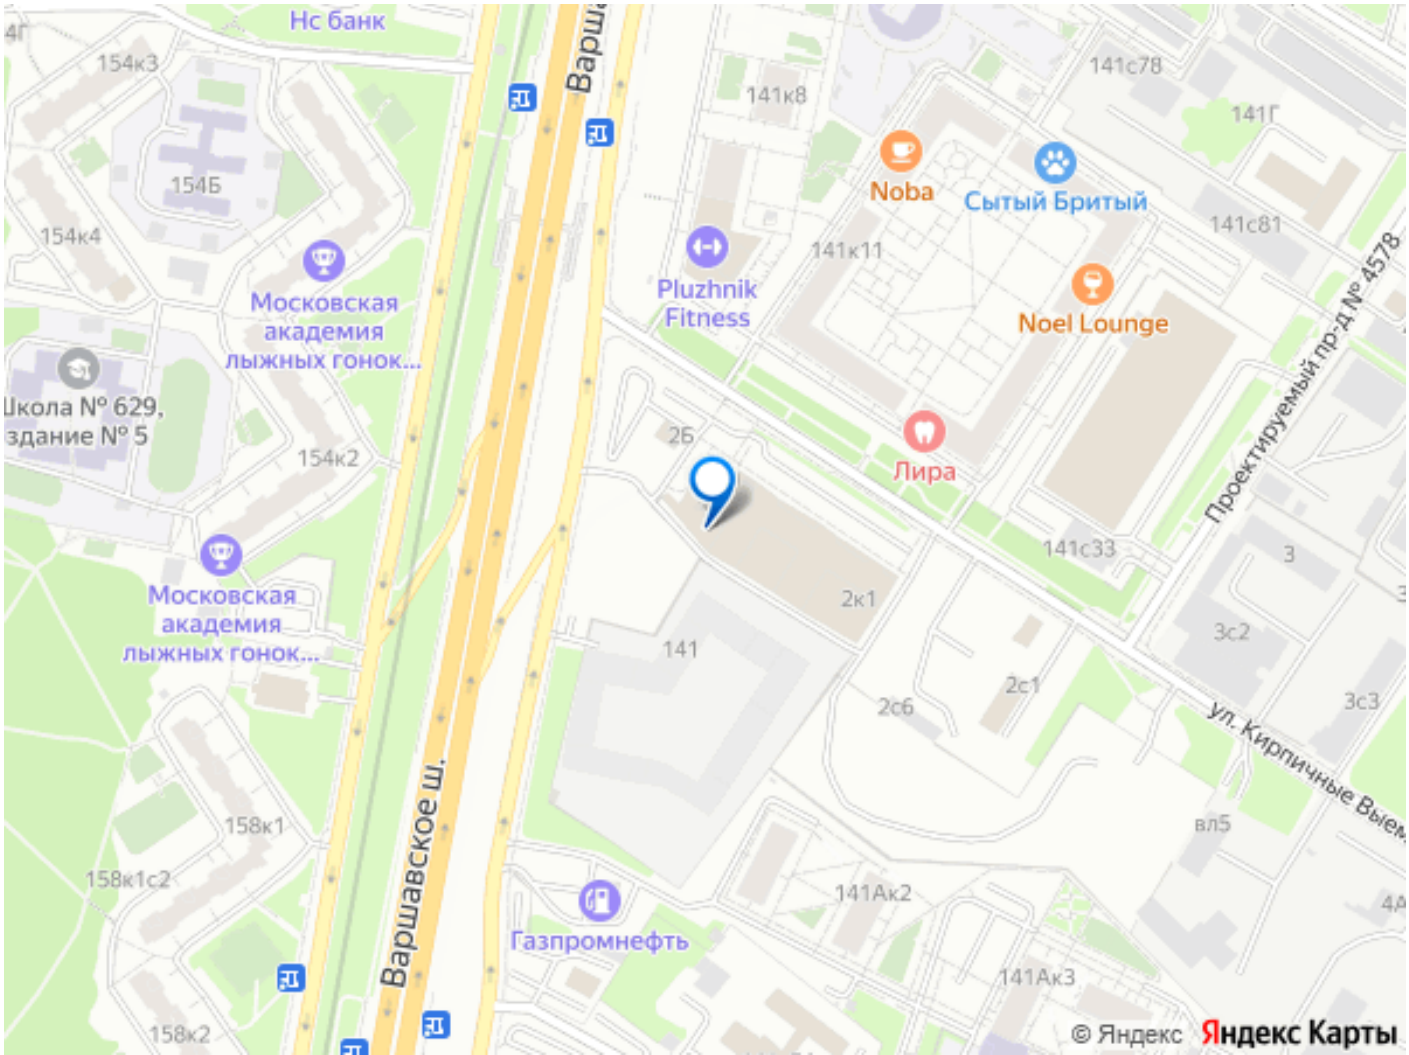 Нс банк
Варша
154к3
141с78
141к8
141Г
154Б
Noba
Сытый Бритый
154к4
141к11
141с81
Московская
академия
лыжных гонок...
Pluzhnik
Fitness
Noel Lounge
Проектируемый пр-д № 4578
Школа № 629,
здание № 5
2Б
154к2
Лира
141с33
3
Московская
академия
лыжных гонок...
2к1
141
3с2
2с1
2с6
3с3
ул. Кирпичные Выем
Варшавское ш.
158к1
вл5
158к1с2
141Ак2
4А
Газпромнефть
141Ак3
158к2
© Яндекс Яндекс Карты